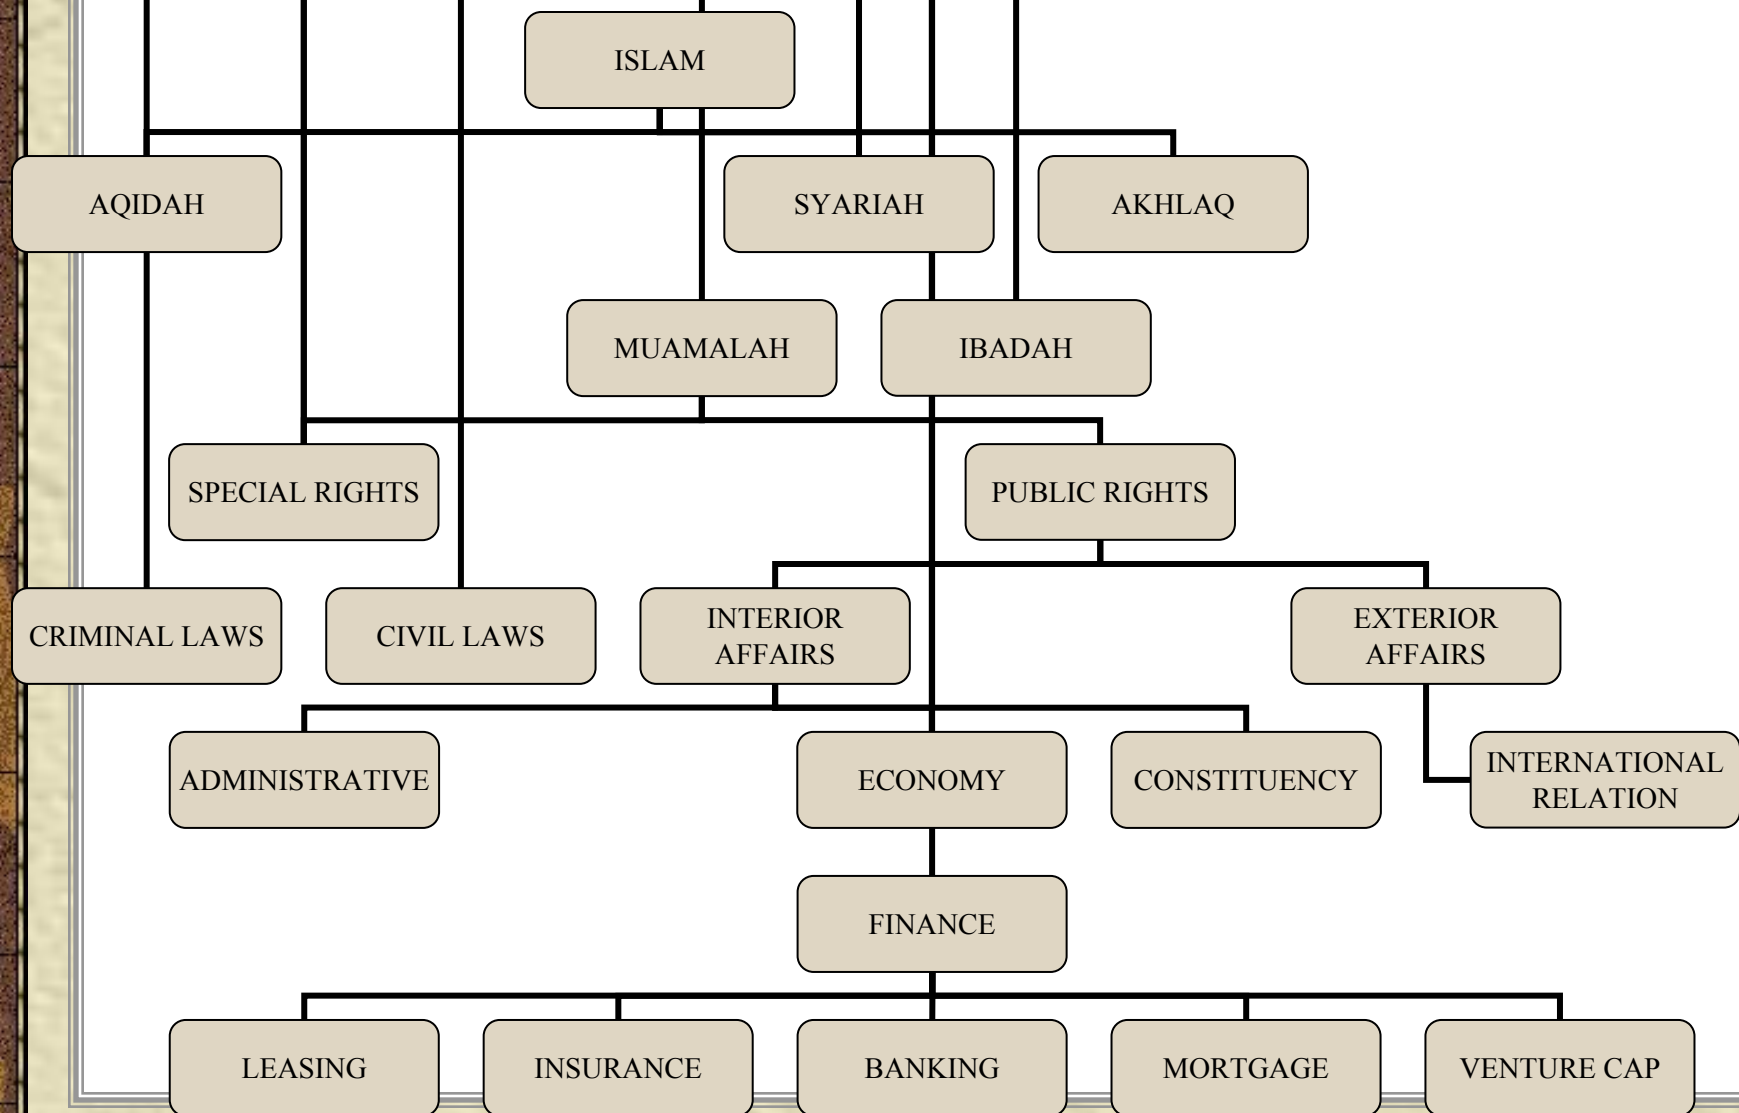 ISLAM
AQIDAH
SYARIAH
AKHLAQ
MUAMALAH
IBADAH
SPECIAL RIGHTS
PUBLIC RIGHTS
CRIMINAL LAWS
CIVIL LAWS
INTERIOR
AFFAIRS
EXTERIOR
AFFAIRS
ADMINISTRATIVE
ECONOMY
CONSTITUENCY
INTERNATIONAL
RELATION
FINANCE
LEASING
INSURANCE
BANKING
MORTGAGE
VENTURE CAP